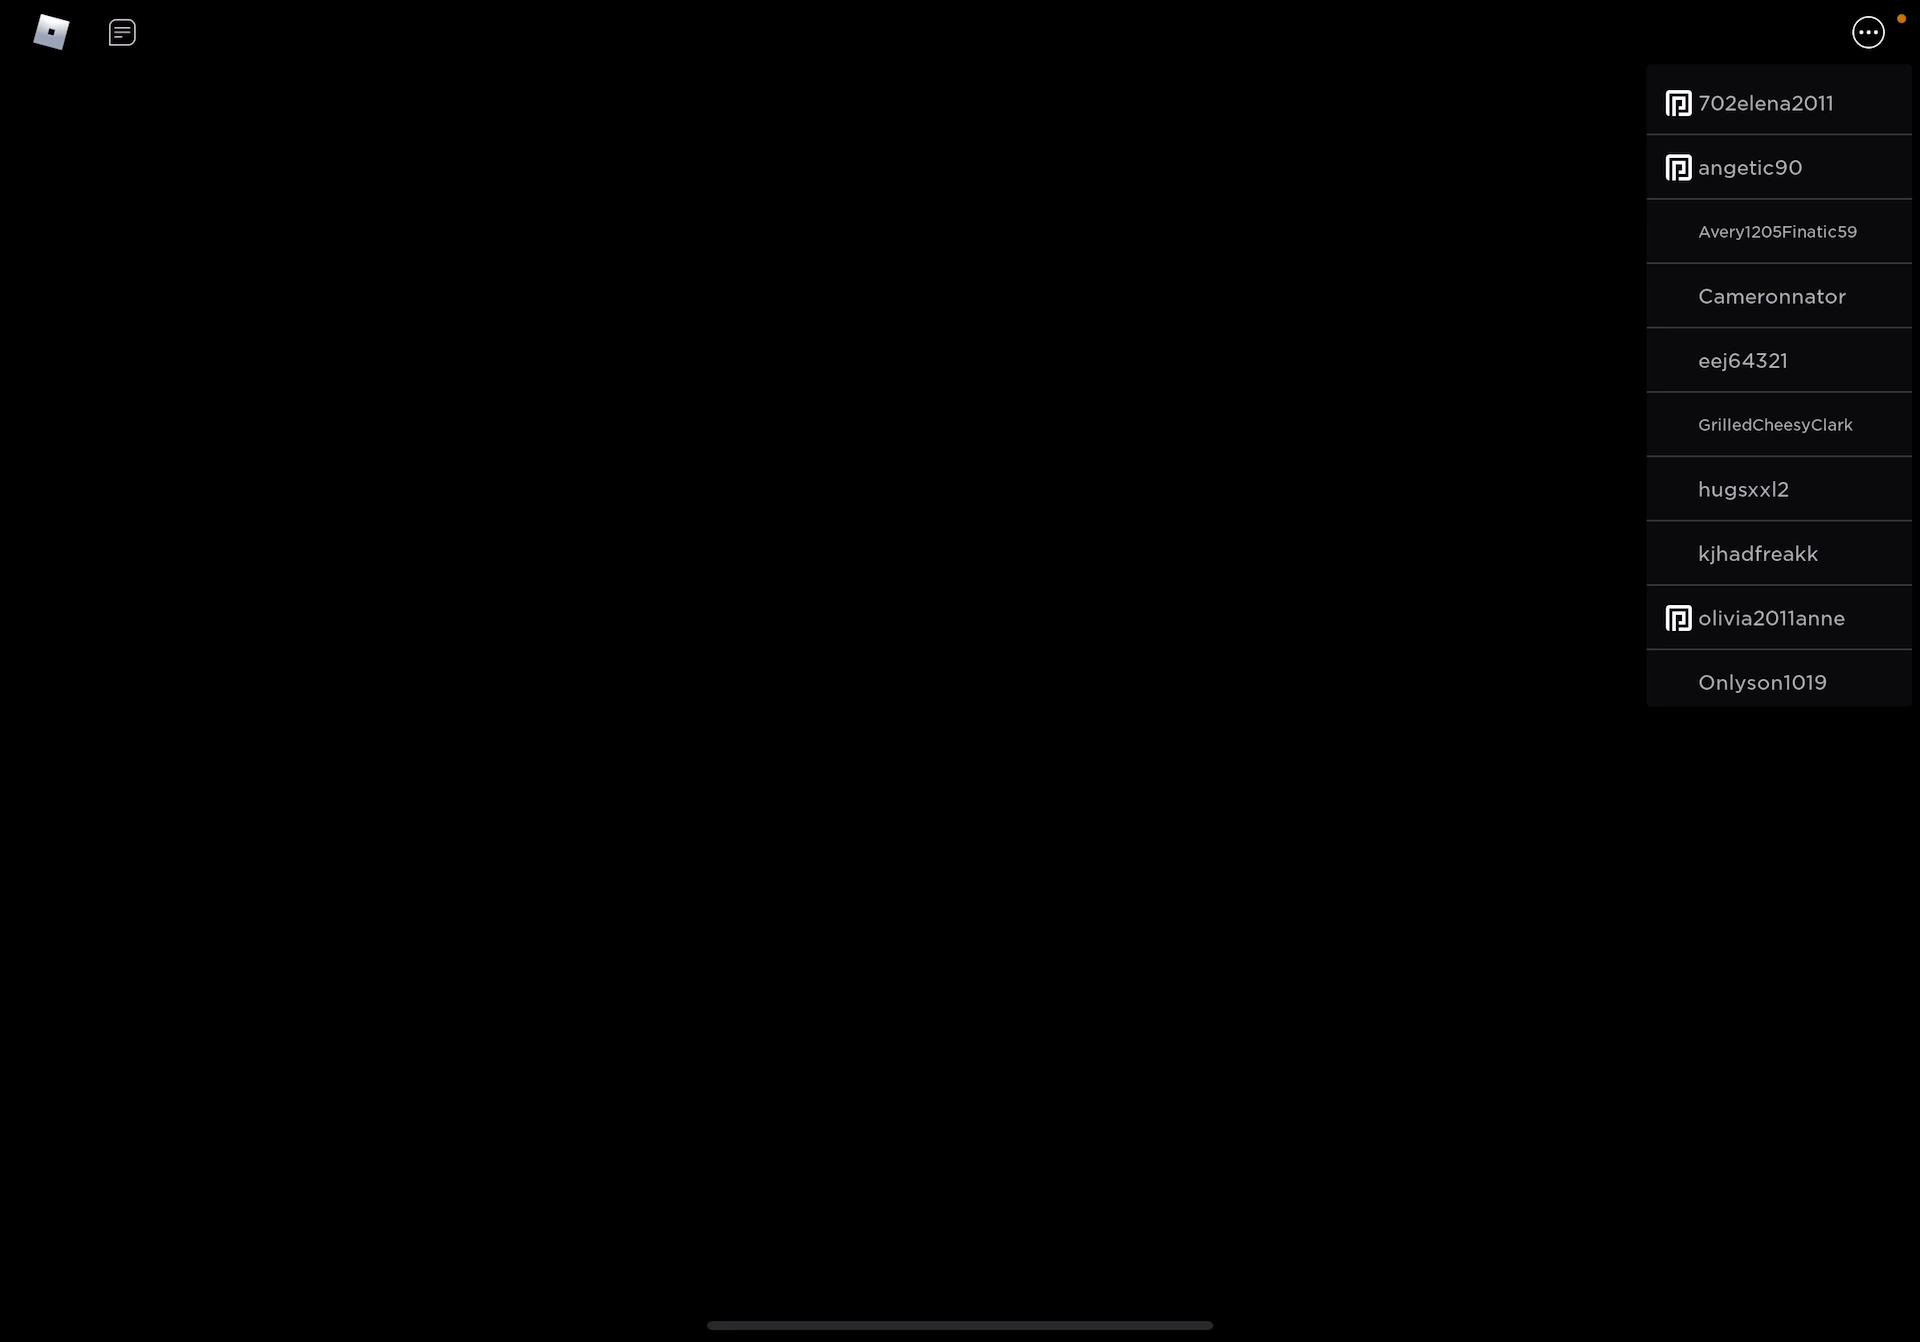 702elena2011
angetic90
Avery1205Finatic59
Cameronnator
eej64321
GrilledCheesyClark
hugsxxl2
kjhadfreakk
olivia2011anne
Onlyson1019